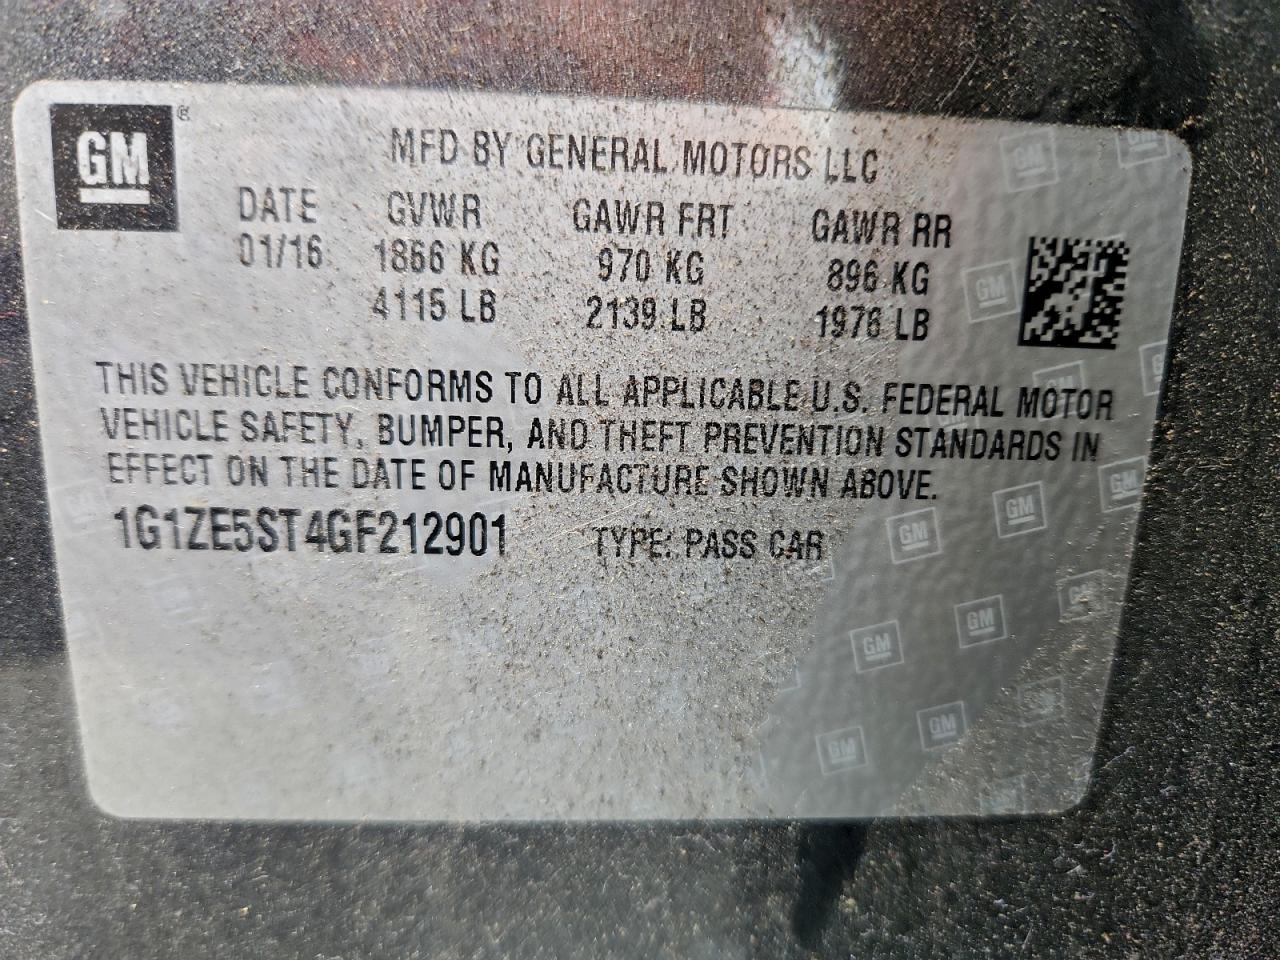 GM
MFD BY GENERAL MOTORS LLC
DATE GVWR GAWR FRT GAWR RR
01/16 1866 KG 970 KG 896 KG
4115 LB 2139 LB 1976 LB
THIS VEHICLE CONFORMS TO ALL APPLICABLE U.S. FEDERAL MOTOR
VEHICLE SAFETY, BUMPER, AND THEFT PREVENTION STANDARDS IN
EFFECT ON THE DATE OF MANUFACTURE SHOWN ABOVE.
1G1ZE5ST4GF212901 TYPE: PASS CAR